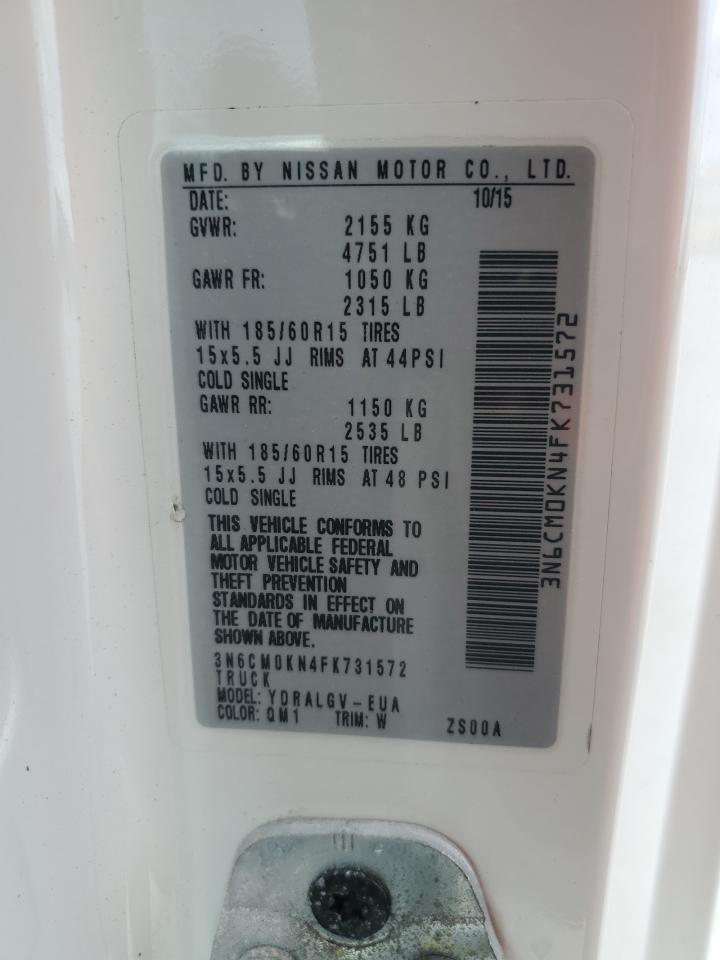 MFD. BY NISSAN MOTOR CO., LTD.
DATE: 10/15
GVWR: 2155 KG
4751 LB
GAWR FR: 1050 KG
2315 LB
WITH 185/60R15 TIRES
15x5.5 JJ RIMS AT 44PSI
COLD SINGLE
GAWR RR: 1150 KG
2535 LB
WITH 185/60R15 TIRES
15x5.5 JJ RIMS AT 48 PSI
COLD SINGLE
THIS VEHICLE CONFORMS TO
ALL APPLICABLE FEDERAL
MOTOR VEHICLE SAFETY AND
THEFT PREVENTION
STANDARDS IN EFFECT ON
THE DATE OF MANUFACTURE
SHOWN ABOVE.
3N6CM0KN4FK731572
TRUCK
MODEL: YDRALGV-EUA
COLOR: QM1 TRIM: W ZS00A
3N6CM0KN4FK731572